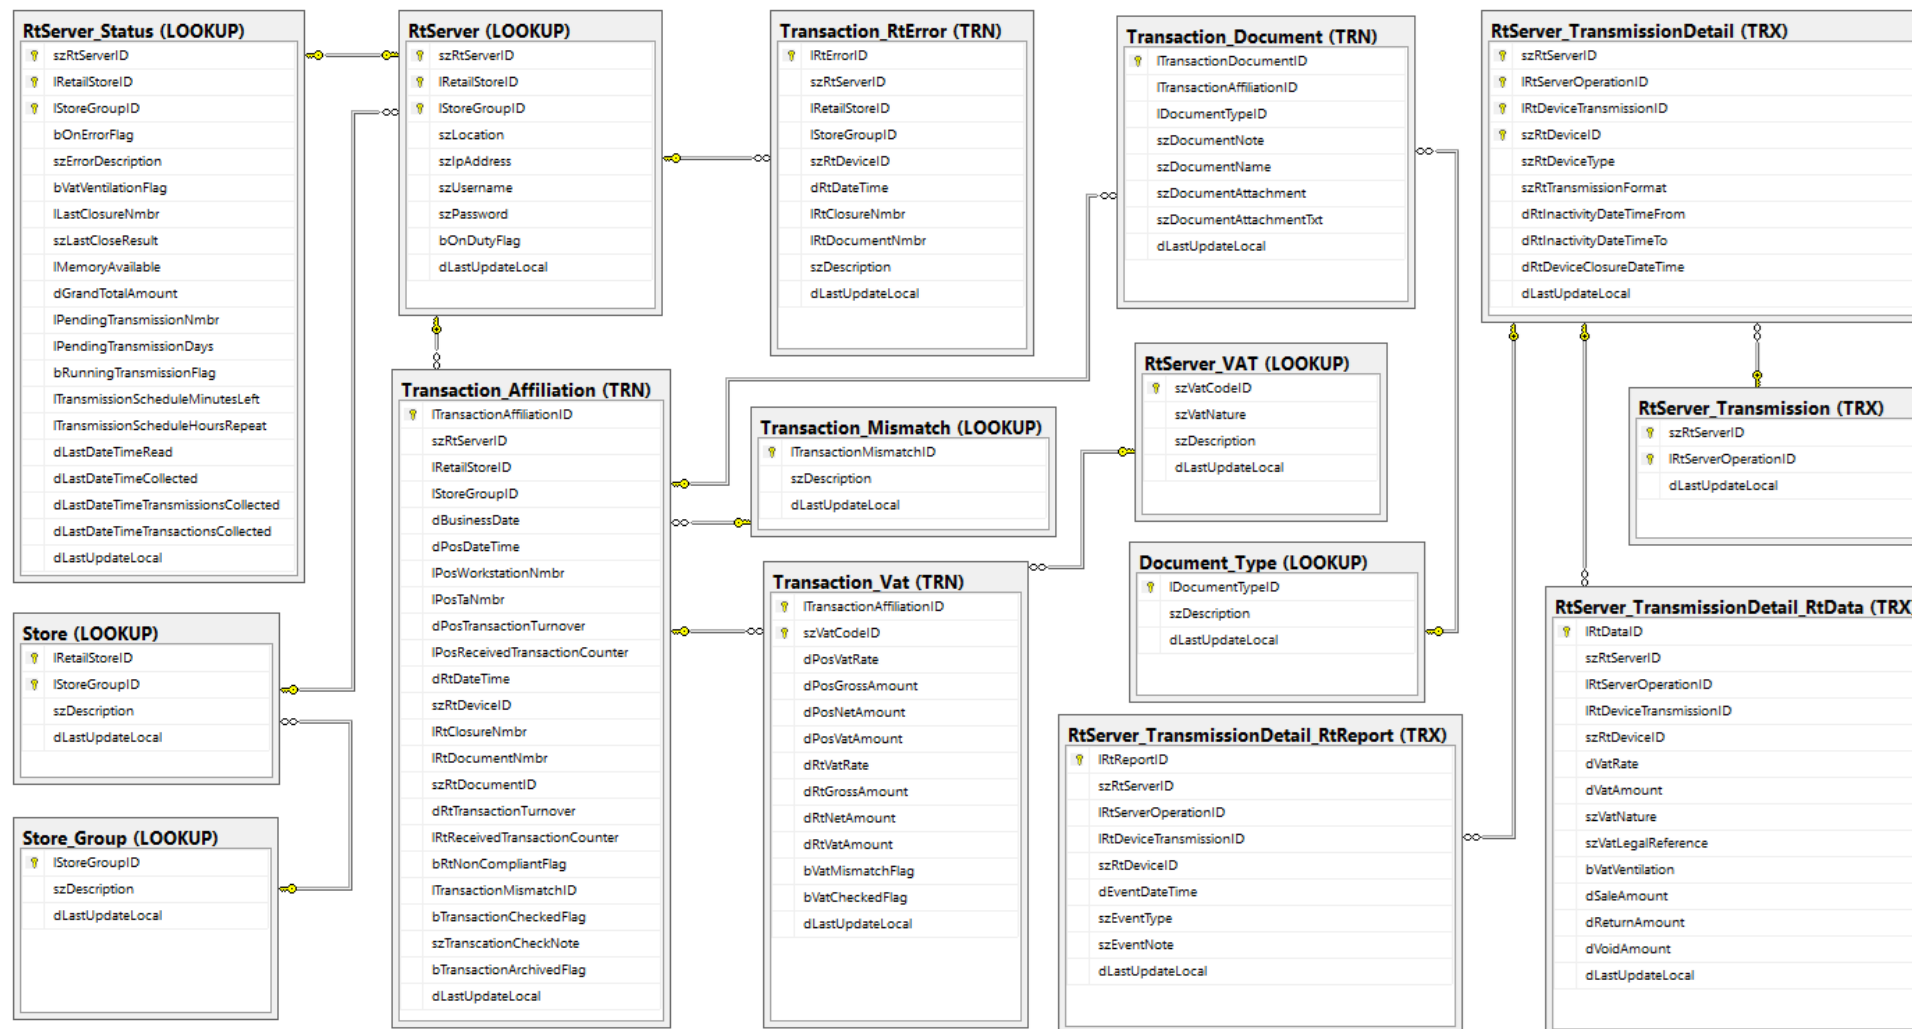 RtServer_Status (LOOKUP)
szRtServerID
lRetailStoreID
lStoreGroupID
bOnErrorFlag
szErrorDescription
bVatVentilationFlag
lLastClosureNmbr
szLastCloseResult
lMemoryAvailable
dGrandTotalAmount
lPendingTransmissionNmbr
lPendingTransmissionDays
bRunningTransmissionFlag
lTransmissionScheduleMinutesLeft
lTransmissionScheduleHoursRepeat
dLastDateTimeRead
dLastDateTimeCollected
dLastDateTimeTransmissionsCollected
dLastDateTimeTransactionsCollected
dLastUpdateLocal
Store (LOOKUP)
lRetailStoreID
lStoreGroupID
szDescription
dLastUpdateLocal
Store_Group (LOOKUP)
lStoreGroupID
szDescription
dLastUpdateLocal
RtServer (LOOKUP)
szRtServerID
lRetailStoreID
lStoreGroupID
szLocation
szIpAddress
szUsername
szPassword
bOnDutyFlag
dLastUpdateLocal
Transaction_Affiliation (TRN)
lTransactionAffiliationID
szRtServerID
lRetailStoreID
lStoreGroupID
dBusinessDate
dPosDateTime
lPosWorkstationNmbr
lPosTaNmbr
dPosTransactionTurnover
lPosReceivedTransactionCounter
dRtDateTime
szRtDeviceID
lRtClosureNmbr
lRtDocumentNmbr
szRtDocumentID
dRtTransactionTurnover
lRtReceivedTransactionCounter
bRtNonCompliantFlag
lTransactionMismatchID
bTransactionCheckedFlag
szTranscationCheckNote
bTransactionArchivedFlag
dLastUpdateLocal
Transaction_RtError (TRN)
lRtErrorID
szRtServerID
lRetailStoreID
lStoreGroupID
szRtDeviceID
dRtDateTime
lRtClosureNmbr
lRtDocumentNmbr
szDescription
dLastUpdateLocal
Transaction_Mismatch (LOOKUP)
lTransactionMismatchID
szDescription
dLastUpdateLocal
Transaction_Vat (TRN)
lTransactionAffiliationID
szVatCodeID
dPosVatRate
dPosGrossAmount
dPosNetAmount
dPosVatAmount
dRtVatRate
dRtGrossAmount
dRtNetAmount
dRtVatAmount
bVatMismatchFlag
bVatCheckedFlag
dLastUpdateLocal
Transaction_Document (TRN)
lTransactionDocumentID
lTransactionAffiliationID
lDocumentTypeID
szDocumentNote
szDocumentName
szDocumentAttachment
szDocumentAttachmentTxt
dLastUpdateLocal
RtServer_VAT (LOOKUP)
szVatCodeID
szVatNature
szDescription
dLastUpdateLocal
Document_Type (LOOKUP)
lDocumentTypeID
szDescription
dLastUpdateLocal
RtServer_TransmissionDetail_RtReport (TRX)
lRtReportID
szRtServerID
lRtServerOperationID
lRtDeviceTransmissionID
szRtDeviceID
dEventDateTime
szEventType
szEventNote
dLastUpdateLocal
RtServer_TransmissionDetail (TRX)
szRtServerID
lRtServerOperationID
lRtDeviceTransmissionID
szRtDeviceID
szRtDeviceType
szRtTransmissionFormat
dRtInactivityDateTimeFrom
dRtInactivityDateTimeTo
dRtDeviceClosureDateTime
dLastUpdateLocal
RtServer_Transmission (TRX)
szRtServerID
lRtServerOperationID
dLastUpdateLocal
RtServer_TransmissionDetail_RtData (TRX)
lRtDataID
szRtServerID
lRtServerOperationID
lRtDeviceTransmissionID
szRtDeviceID
dVatRate
dVatAmount
szVatNature
szVatLegalReference
bVatVentilation
dSaleAmount
dReturnAmount
dVoidAmount
dLastUpdateLocal